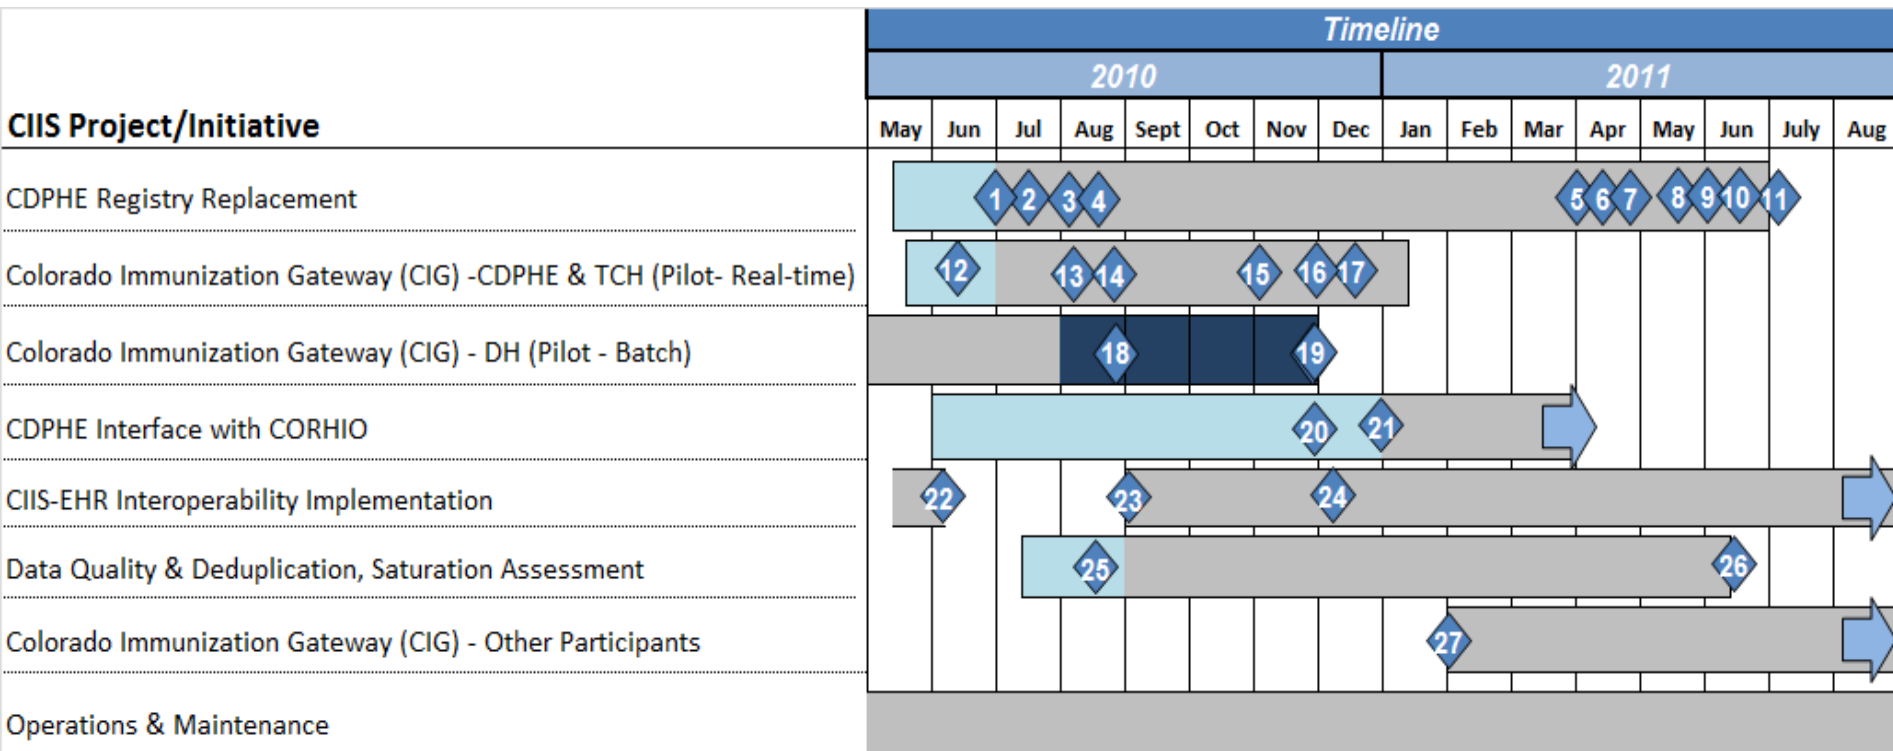 Timeline
2010 2011
CIIS Project/Initiative May Jun Jul Aug Sept Oct Nov Dec Jan Feb Mar Apr May Jun July Aug
CDPHE Registry Replacement 1 2 3 4 5 6 7 8 9 10 11
Colorado Immunization Gateway (CIG) -CDPHE & TCH (Pilot- Real-time) 12 13 14 15 16 17
Colorado Immunization Gateway (CIG) - DH (Pilot - Batch) 18 19
CDPHE Interface with CORHIO 20 21
CIIS-EHR Interoperability Implementation 22 23 24
Data Quality & Deduplication, Saturation Assessment 25 26
Colorado Immunization Gateway (CIG) - Other Participants 27
Operations & Maintenance